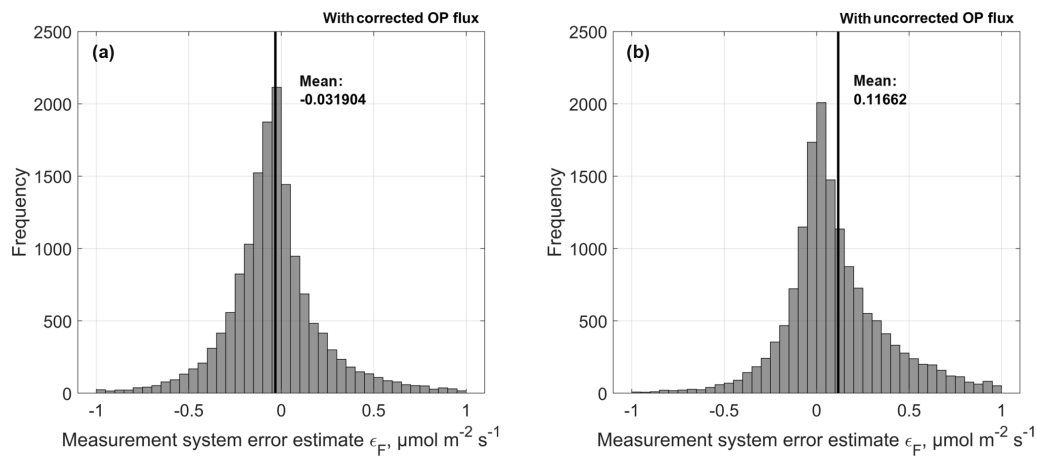 With corrected OP flux
(a)
Mean:
-0.031904
Frequency
2500
2000
1500
1000
500
0
-1
-0.5
0
0.5
1
Measurement system error estimate ϵ_F, µmol m⁻² s⁻¹
With uncorrected OP flux
(b)
Mean:
0.11662
Frequency
2500
2000
1500
1000
500
0
-1
-0.5
0
0.5
1
Measurement system error estimate ϵ_F, µmol m⁻² s⁻¹